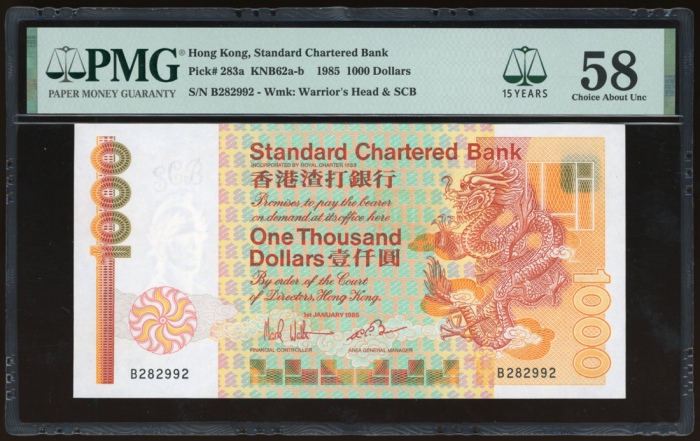 PMG
PAPER MONEY GUARANTY
Hong Kong, Standard Chartered Bank
Pick# 283a KNB62a-b 1985 1000 Dollars
S/N B282992 - Wmk: Warrior's Head & SCB
15 YEARS
58
Choice About Unc
1000
Standard Chartered Bank
INCORPORATED BY ROYAL CHARTER 1853
香港渣打銀行
Promises to pay the bearer
on demand at its office here
One Thousand
Dollars 壹仟圓
By order of the Court
of Directors, Hong Kong.
1st JANUARY 1985
FINANCIAL CONTROLLER
AREA GENERAL MANAGER
B282992
B282992
1000